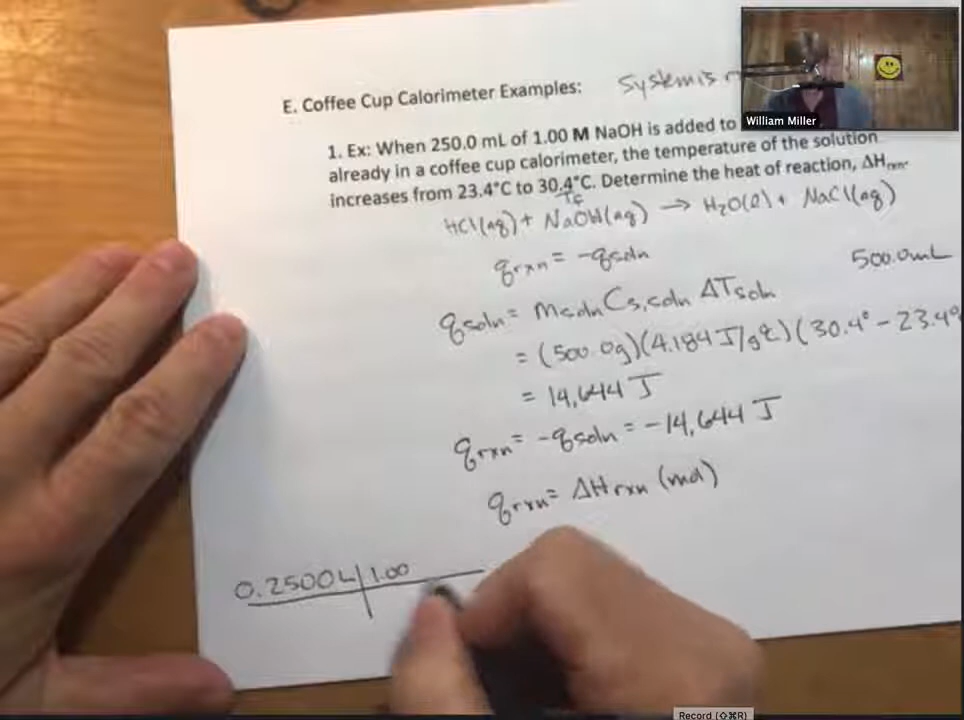 E. Coffee Cup Calorimeter Examples: System is
William Miller
1. Ex: When 250.0 mL of 1.00 M NaOH is added to
already in a coffee cup calorimeter, the temperature of the solution
increases from 23.4°C to 30.4°C. Determine the heat of reaction, ΔHrxn.
HCl(aq) + NaOH(aq) → H2O(l) + NaCl(aq)
qrxn = -qsoln
500.0mL
qsoln = msoln Cs,soln ΔTsoln
= (500.0g)(4.184 J/g°C)(30.4° - 23.4°
= 14,644 J
qrxn = -qsoln = -14,644 J
qrxn = ΔHrxn (mol)
0.2500L | 1.00
Record (⇧⌘R)